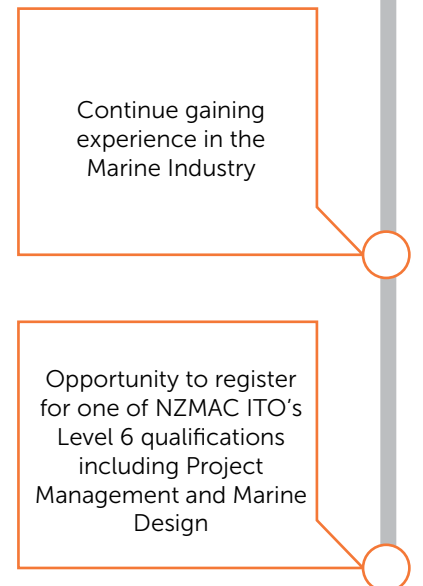 Continue gaining
experience in the
Marine Industry
Opportunity to register
for one of NZMAC ITO’s
Level 6 qualifications
including Project
Management and Marine
Design